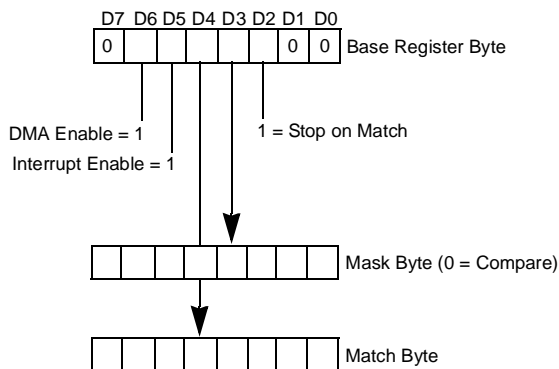 D7 D6 D5 D4 D3 D2 D1 D0
0 0 0 Base Register Byte
DMA Enable = 1
1 = Stop on Match
Interrupt Enable = 1
Mask Byte (0 = Compare)
Match Byte